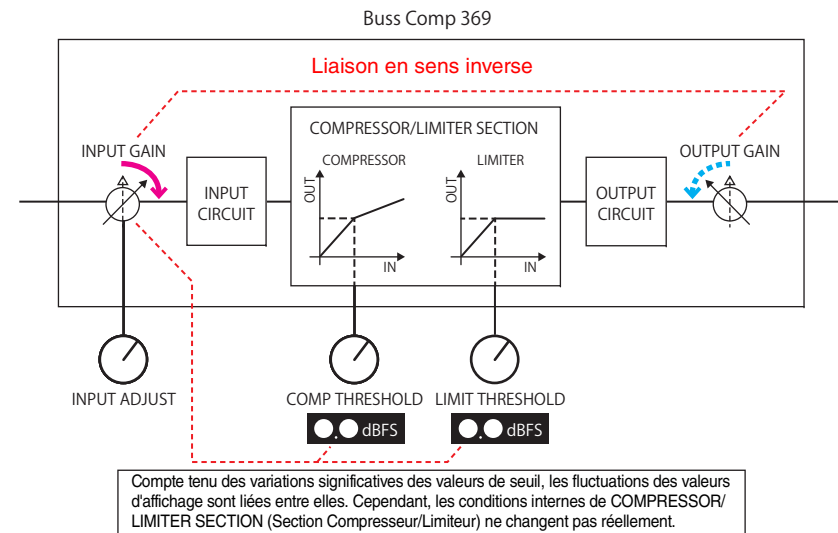 Buss Comp 369
Liaison en sens inverse
COMPRESSOR/LIMITER SECTION
INPUT GAIN
COMPRESSOR
LIMITER
OUTPUT GAIN
INPUT
CIRCUIT
OUT
IN
OUT
IN
OUTPUT
CIRCUIT
INPUT ADJUST
COMP THRESHOLD
LIMIT THRESHOLD
dBFS
dBFS
Compte tenu des variations significatives des valeurs de seuil, les fluctuations des valeurs
d'affichage sont liées entre elles. Cependant, les conditions internes de COMPRESSOR/
LIMITER SECTION (Section Compresseur/Limiteur) ne changent pas réellement.